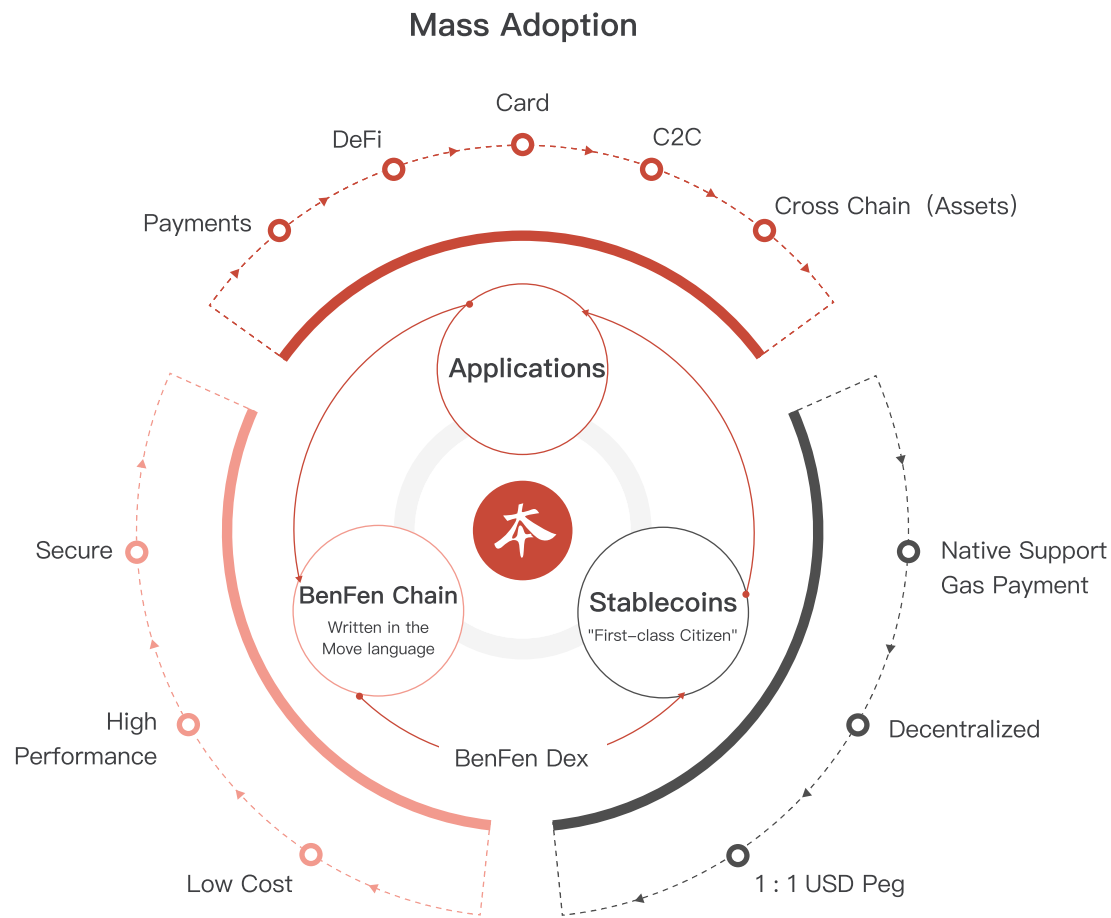 Mass Adoption
Card
DeFi
C2C
Payments
Cross Chain（Assets）
Applications
本
Secure
Native Support
Gas Payment
BenFen Chain
Written in the
Move language
Stablecoins
"First-class Citizen"
High
Performance
Decentralized
BenFen Dex
Low Cost
1 : 1 USD Peg